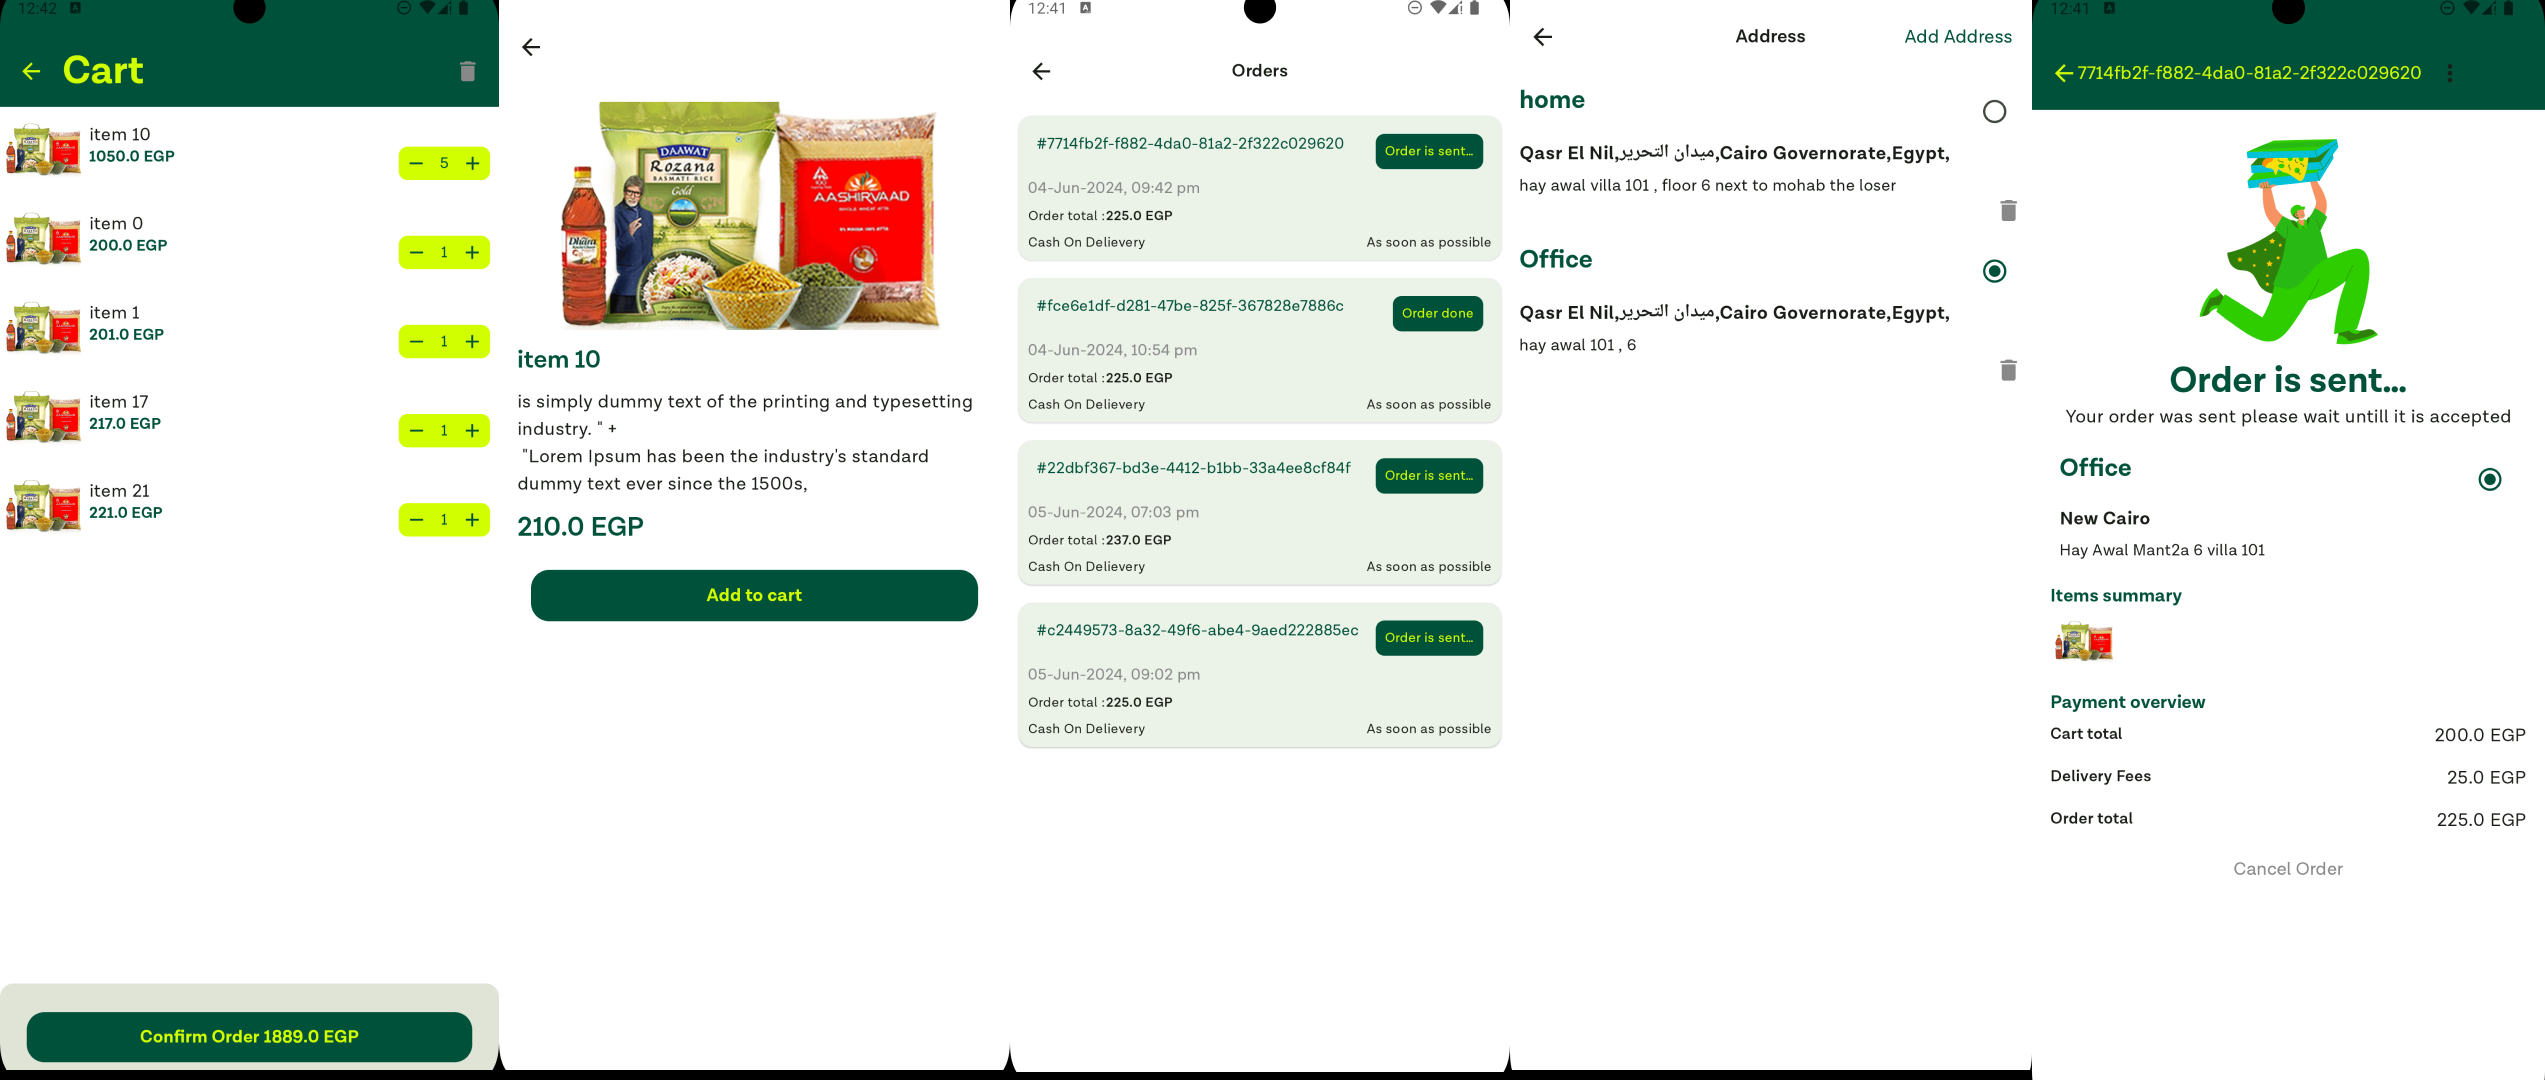 12:42
Cart
item 10
1050.0 EGP
5
item 0
200.0 EGP
1
item 1
201.0 EGP
1
item 17
217.0 EGP
1
item 21
221.0 EGP
1
Confirm Order 1889.0 EGP
DAAWAT
Rozana
BASMATI RICE
Gold
AASHIRVAAD
Dhara
item 10
is simply dummy text of the printing and typesetting
industry. " +
"Lorem Ipsum has been the industry's standard
dummy text ever since the 1500s,
210.0 EGP
Add to cart
12:41
Orders
#7714fb2f-f882-4da0-81a2-2f322c029620
Order is sent...
04-Jun-2024, 09:42 pm
Order total :225.0 EGP
Cash On Delievery
As soon as possible
#fce6e1df-d281-47be-825f-367828e7886c
Order done
04-Jun-2024, 10:54 pm
Order total :225.0 EGP
Cash On Delievery
As soon as possible
#22dbf367-bd3e-4412-b1bb-33a4ee8cf84f
Order is sent...
05-Jun-2024, 07:03 pm
Order total :237.0 EGP
Cash On Delievery
As soon as possible
#c2449573-8a32-49f6-abe4-9aed222885ec
Order is sent...
05-Jun-2024, 09:02 pm
Order total :225.0 EGP
Cash On Delievery
As soon as possible
Address
Add Address
home
Qasr El Nil,ميدان التحرير,Cairo Governorate,Egypt,
hay awal villa 101 , floor 6 next to mohab the loser
Office
Qasr El Nil,ميدان التحرير,Cairo Governorate,Egypt,
hay awal 101 , 6
12:41
7714fb2f-f882-4da0-81a2-2f322c029620
Order is sent...
Your order was sent please wait untill it is accepted
Office
New Cairo
Hay Awal Mant2a 6 villa 101
Items summary
Payment overview
Cart total
200.0 EGP
Delivery Fees
25.0 EGP
Order total
225.0 EGP
Cancel Order